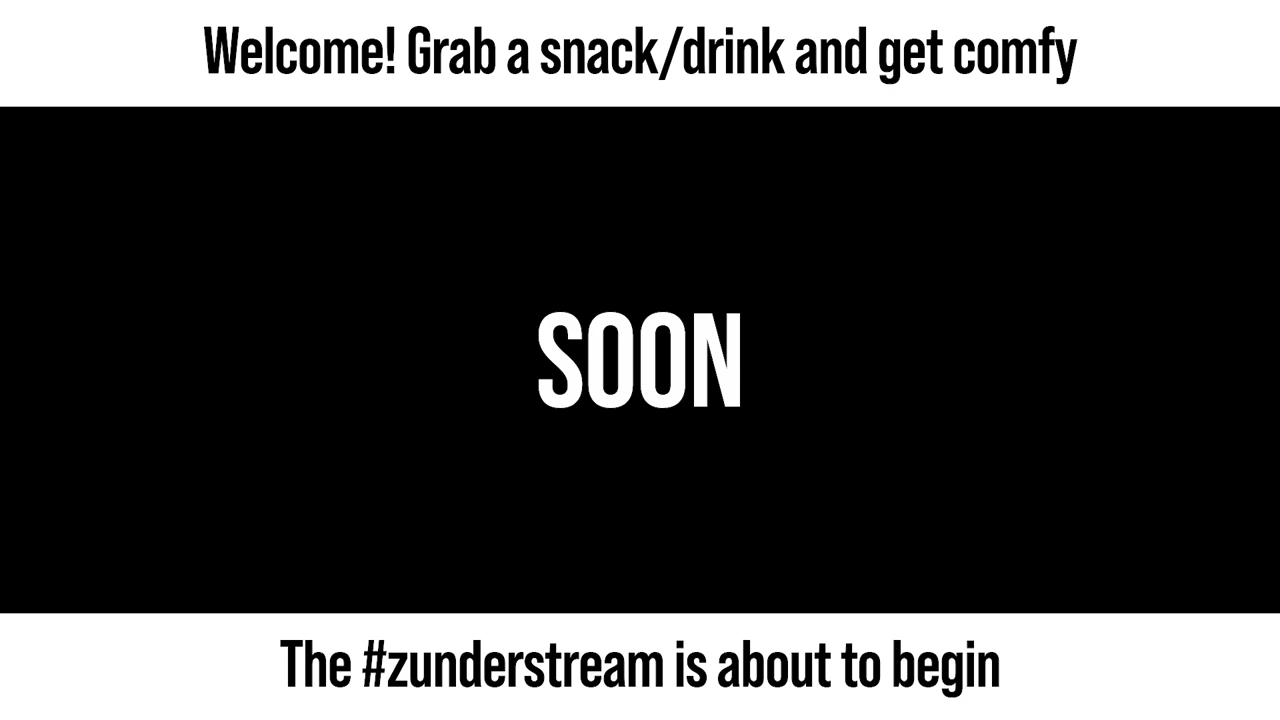 Welcome! Grab a snack/drink and get comfy
SOON
The #zunderstream is about to begin